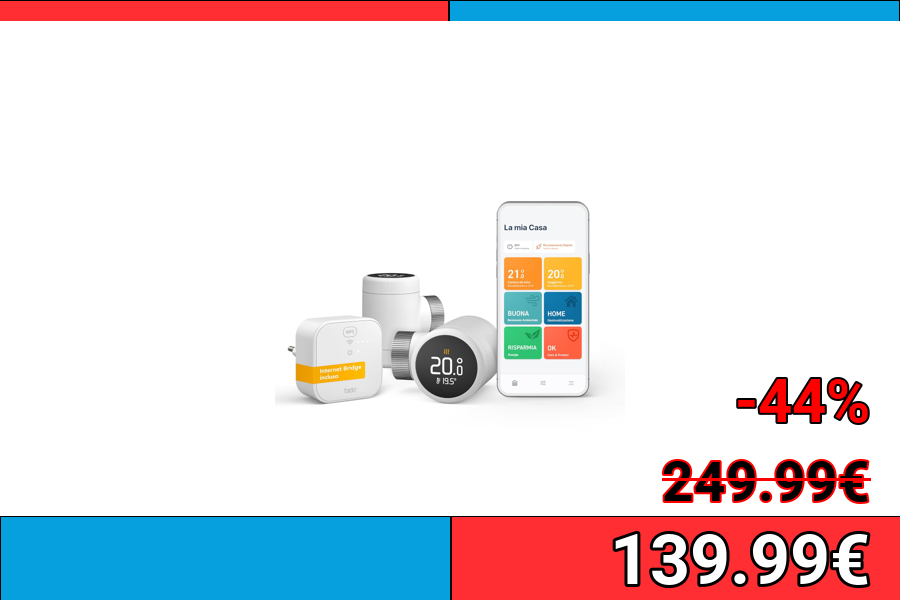 La mia Casa
21.0
20.0
BUONA
HOME
RISPARMIA
OK
20.0
19.5°
Internet Bridge
incluso.
tado°
-44%
249.99€
139.99€